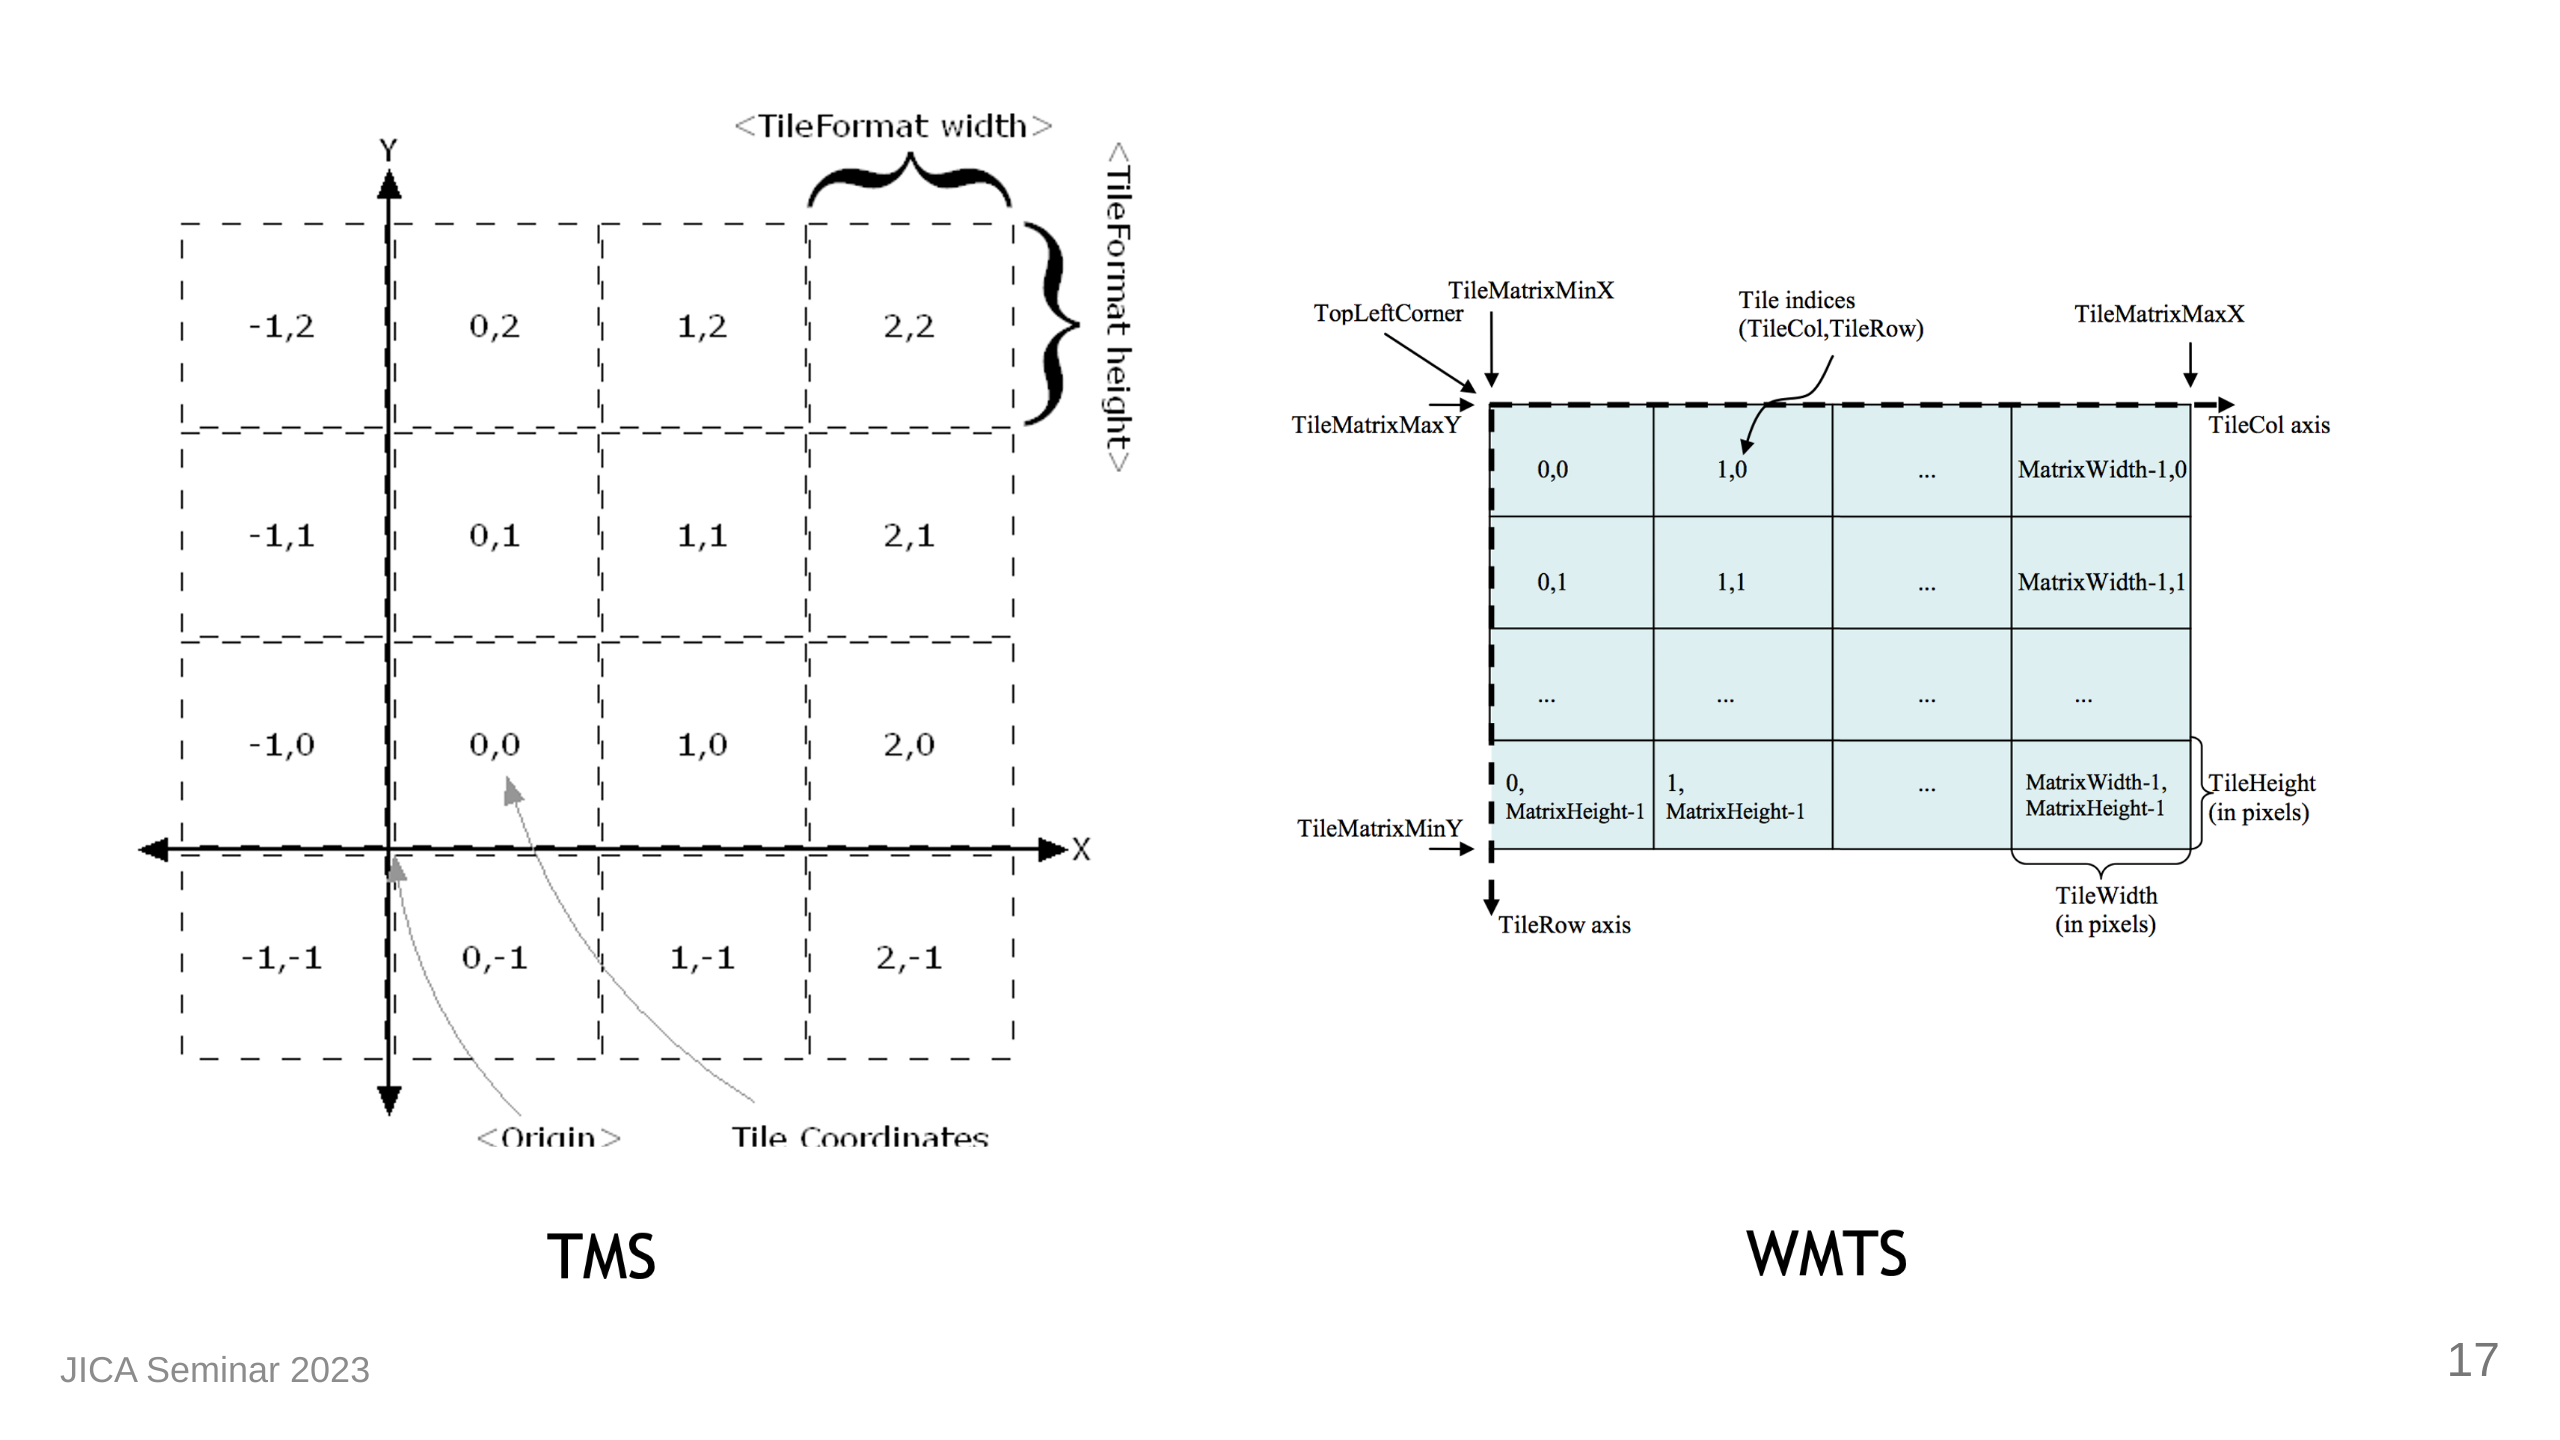 <TileFormat width>
<TileFormat height>
Y
-1,2 0,2 1,2 2,2
-1,1 0,1 1,1 2,1
-1,0 0,0 1,0 2,0
X
-1,-1 0,-1 1,-1 2,-1
<Origin> Tile Coordinates
TMS
TileMatrixMinX
TopLeftCorner
Tile indices
(TileCol,TileRow)
TileMatrixMaxX
TileMatrixMaxY
TileCol axis
0,0 1,0 ... MatrixWidth-1,0
0,1 1,1 ... MatrixWidth-1,1
... ... ... ...
0,
MatrixHeight-1
1,
MatrixHeight-1
...
MatrixWidth-1,
MatrixHeight-1
TileHeight
(in pixels)
TileMatrixMinY
TileWidth
(in pixels)
TileRow axis
WMTS
JICA Seminar 2023
17